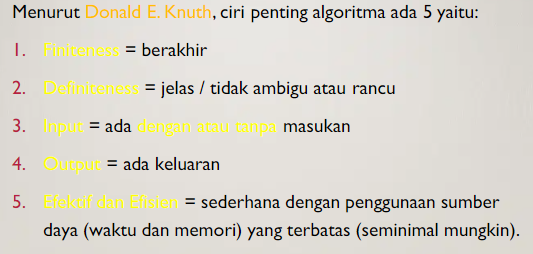 Menurut Donald E. Knuth, ciri penting algoritma ada 5 yaitu:
1. Finiteness = berakhir
2. Definiteness = jelas / tidak ambigu atau rancu
3. Input = ada dengan atau tanpa masukan
4. Output = ada keluaran
5. Efektif dan Efisien = sederhana dengan penggunaan sumber
daya (waktu dan memori) yang terbatas (seminimal mungkin).